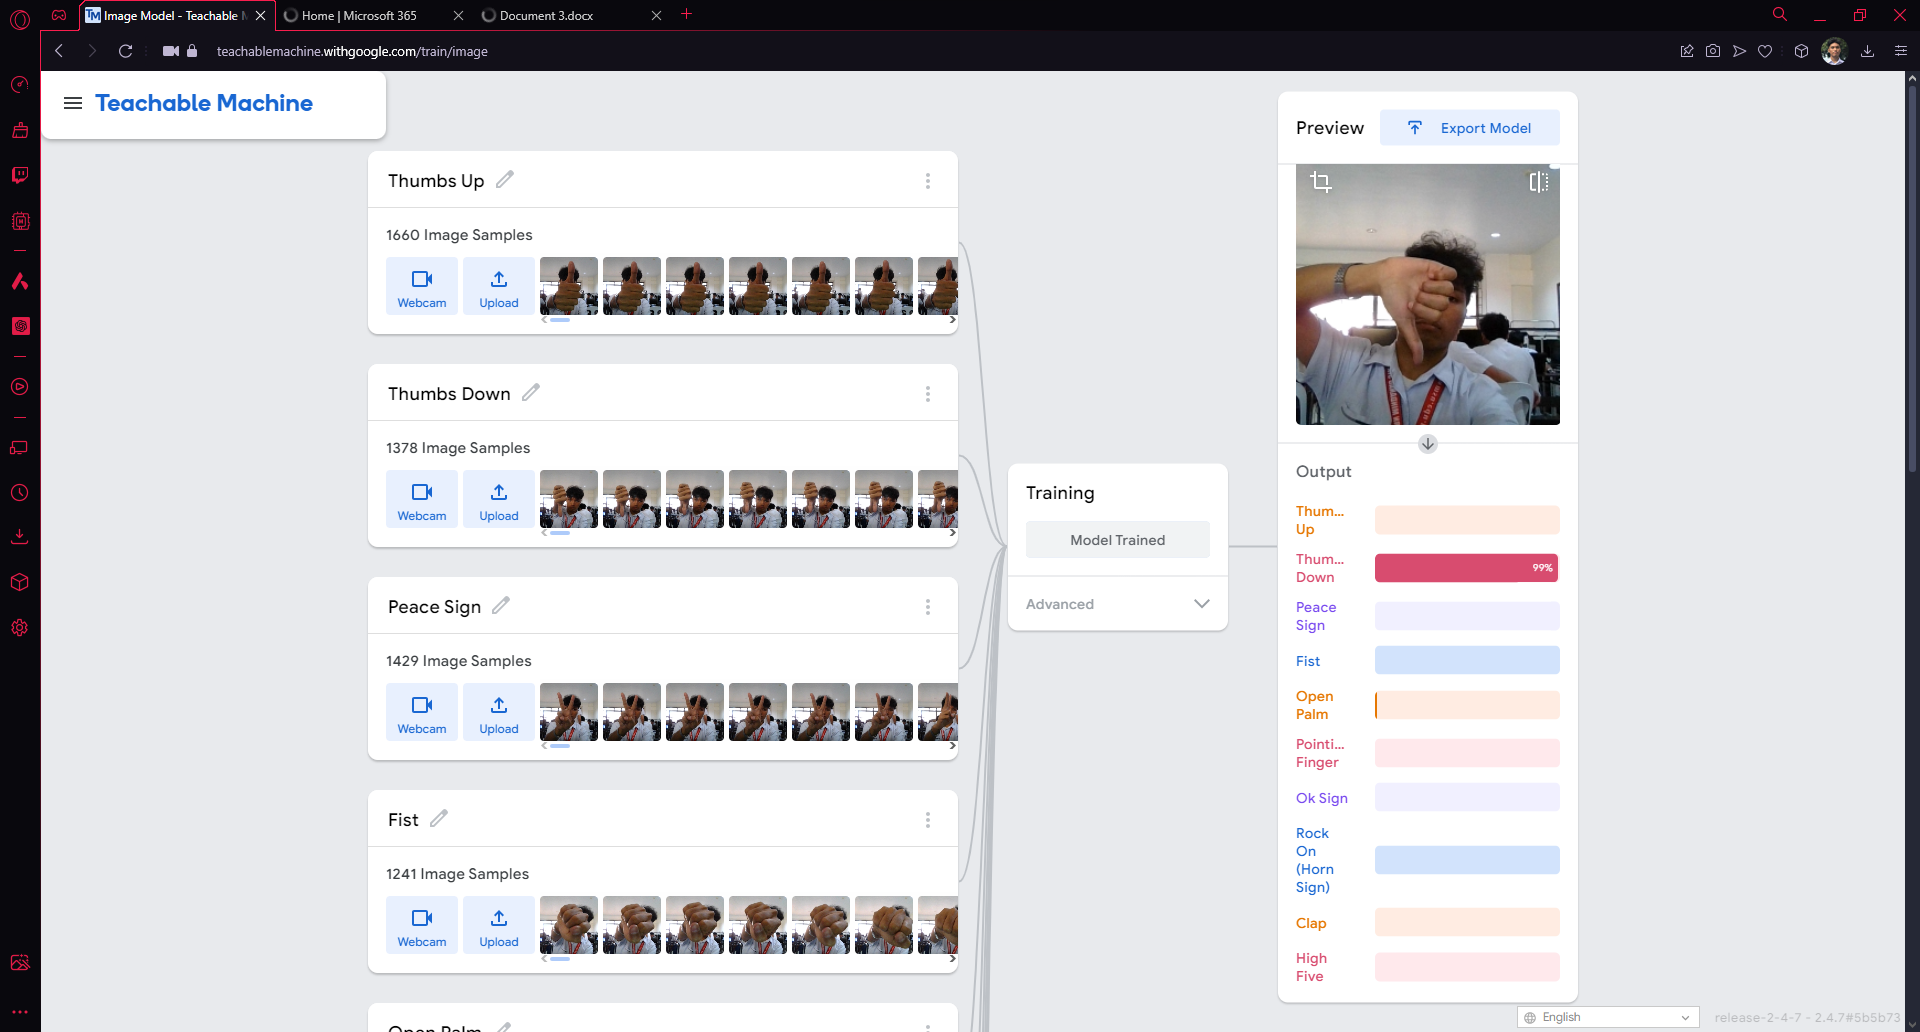 Image Model - Teachable M
Home | Microsoft 365
Document 3.docx
teachablemachine.withgoogle.com/train/image
Teachable Machine
Thumbs Up
1660 Image Samples
Webcam
Upload
Thumbs Down
1378 Image Samples
Webcam
Upload
Peace Sign
1429 Image Samples
Webcam
Upload
Fist
1241 Image Samples
Webcam
Upload
Open Palm
Training
Model Trained
Advanced
Preview
Export Model
Output
Thum...
Up
Thum...
Down
99%
Peace
Sign
Fist
Open
Palm
Pointi...
Finger
Ok Sign
Rock
On
(Horn
Sign)
Clap
High
Five
English
release-2-4-7 - 2.4.7#5b5b73